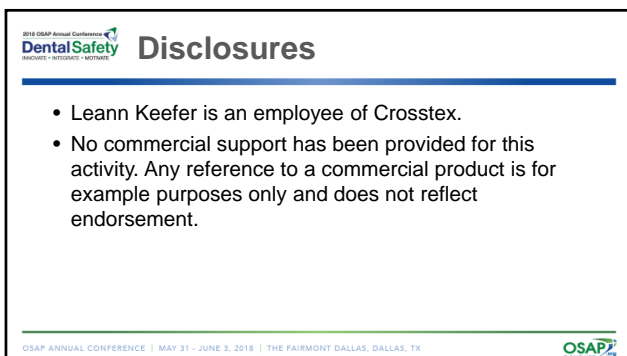 2018 OSAP Annual Conference
DentalSafety
INNOVATE • INTEGRATE • MOTIVATE
Disclosures
• Leann Keefer is an employee of Crosstex.
• No commercial support has been provided for this
activity. Any reference to a commercial product is for
example purposes only and does not reflect
endorsement.
OSAP ANNUAL CONFERENCE | MAY 31 - JUNE 3, 2018 | THE FAIRMONT DALLAS, DALLAS, TX
OSAP
.org